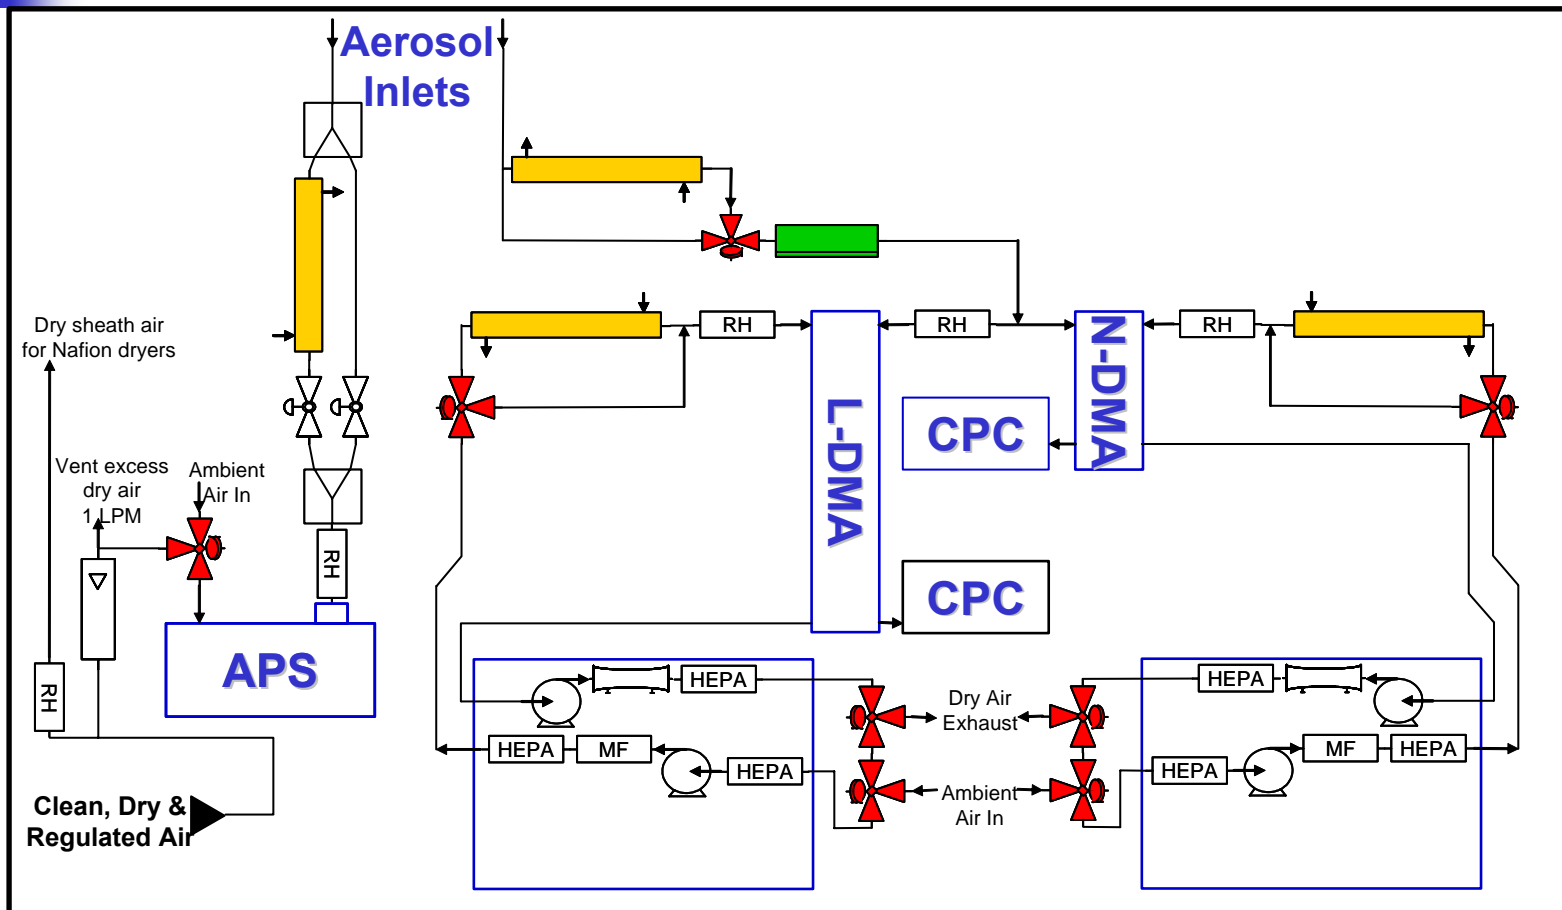 Aerosol
Inlets
Dry sheath air
for Nafion dryers
RH
RH
RH
L-DMA
N-DMA
CPC
Vent excess
dry air
1 LPM
Ambient
Air In
RH
CPC
APS
RH
HEPA
HEPA
Dry Air
Exhaust
HEPA
MF
HEPA
HEPA
MF
HEPA
Ambient
Air In
Clean, Dry &
Regulated Air